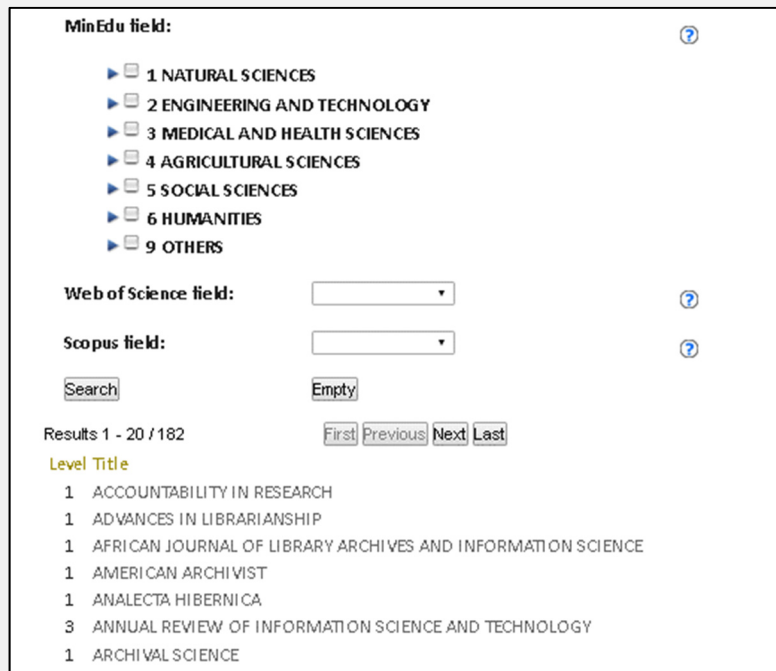 MinEdu field:
1 NATURAL SCIENCES
2 ENGINEERING AND TECHNOLOGY
3 MEDICAL AND HEALTH SCIENCES
4 AGRICULTURAL SCIENCES
5 SOCIAL SCIENCES
6 HUMANITIES
9 OTHERS
Web of Science field:
Scopus field:
Search Empty
Results 1 - 20 / 182 First Previous Next Last
Level Title
1 ACCOUNTABILITY IN RESEARCH
1 ADVANCES IN LIBRARIANSHIP
1 AFRICAN JOURNAL OF LIBRARY ARCHIVES AND INFORMATION SCIENCE
1 AMERICAN ARCHIVIST
1 ANALECTA HIBERNICA
3 ANNUAL REVIEW OF INFORMATION SCIENCE AND TECHNOLOGY
1 ARCHIVAL SCIENCE